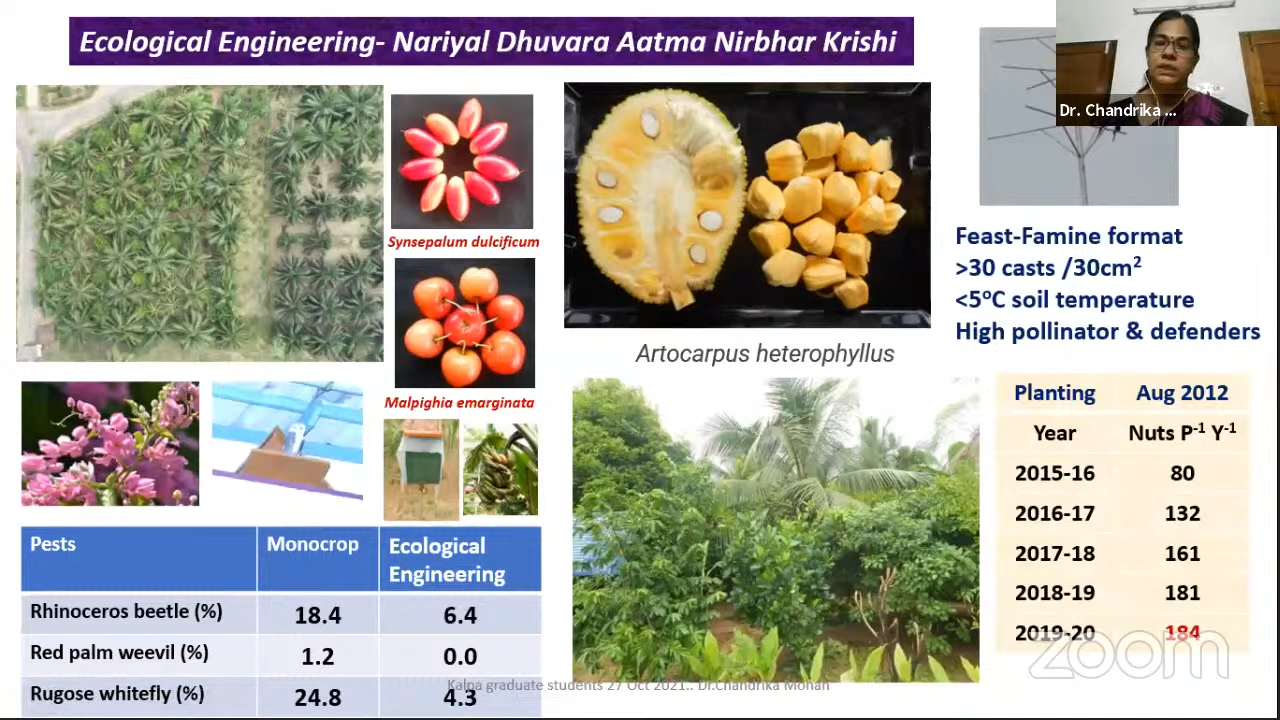 Ecological Engineering- Nariyal Dhuvara Aatma Nirbhar Krishi
Dr. Chandrika ...
Synsepalum dulcificum
Malpighia emarginata
Artocarpus heterophyllus
Feast-Famine format
>30 casts /30cm²
<5⁰C soil temperature
High pollinator & defenders
Planting Aug 2012
Year Nuts P⁻¹ Y⁻¹
2015-16 80
2016-17 132
2017-18 161
2018-19 181
2019-20 184
zoom
Pests Monocrop Ecological Engineering
Rhinoceros beetle (%) 18.4 6.4
Red palm weevil (%) 1.2 0.0
Rugose whitefly (%) 24.8 4.3
Kalpa graduate students 27 Oct 2021.. Dr.Chandrika Mohan